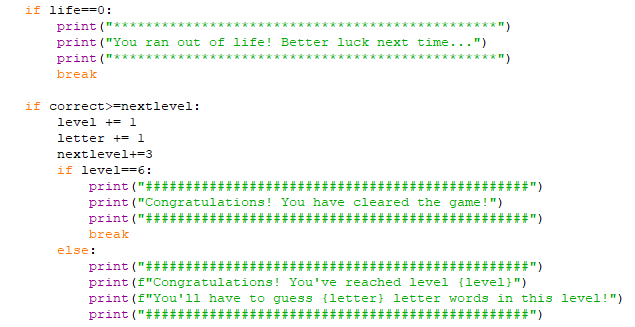 if life==0:
    print("************************************************")
    print("You ran out of life! Better luck next time...")
    print("************************************************")
    break
if correct>=nextlevel:
    level += 1
    letter += 1
    nextlevel+=3
    if level==6:
        print("################################################")
        print("Congratulations! You have cleared the game!")
        print("################################################")
        break
    else:
        print("################################################")
        print(f"Congratulations! You've reached level {level}")
        print(f"You'll have to guess {letter} letter words in this level!")
        print("################################################")